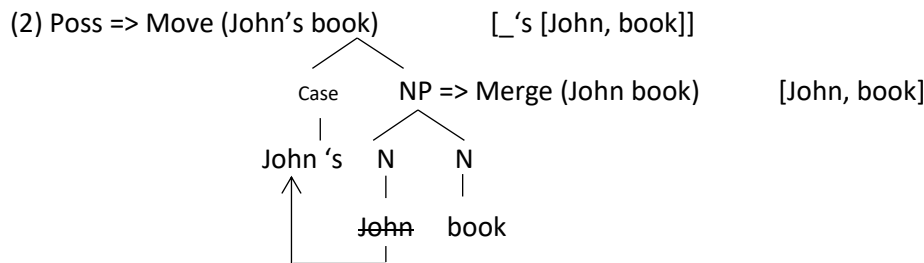 (2) Poss => Move (John’s book) [_‘s [John, book]]
Case NP => Merge (John book) [John, book]
John ‘s N N
John book